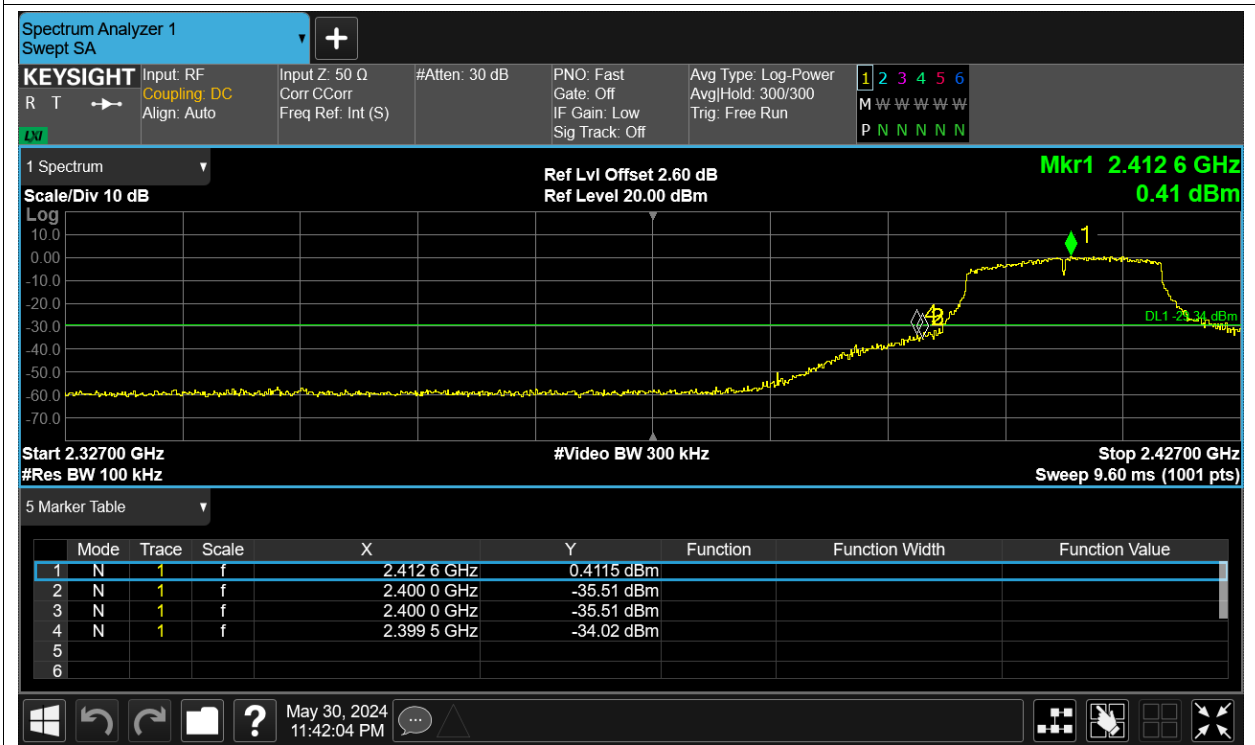 Spectrum Analyzer 1
Swept SA
KEYSIGHT
R T
LXI
Input: RF
Coupling: DC
Align: Auto
Input Z: 50 Ω
Corr CCorr
Freq Ref: Int (S)
#Atten: 30 dB
PNO: Fast
Gate: Off
IF Gain: Low
Sig Track: Off
Avg Type: Log-Power
Avg|Hold: 300/300
Trig: Free Run
1 2 3 4 5 6
M W W W W W
P N N N N N
1 Spectrum
Scale/Div 10 dB
Ref Lvl Offset 2.60 dB
Ref Level 20.00 dBm
Mkr1 2.412 6 GHz
0.41 dBm
Log
10.0
0.00
-10.0
-20.0
-30.0
-40.0
-50.0
-60.0
-70.0
1
DL1 -29.34 dBm
Start 2.32700 GHz
#Res BW 100 kHz
#Video BW 300 kHz
Stop 2.42700 GHz
Sweep 9.60 ms (1001 pts)
5 Marker Table
Mode Trace Scale X Y Function Function Width Function Value
1 N 1 f 2.412 6 GHz 0.4115 dBm
2 N 1 f 2.400 0 GHz -35.51 dBm
3 N 1 f 2.400 0 GHz -35.51 dBm
4 N 1 f 2.399 5 GHz -34.02 dBm
5
6
?
May 30, 2024
11:42:04 PM